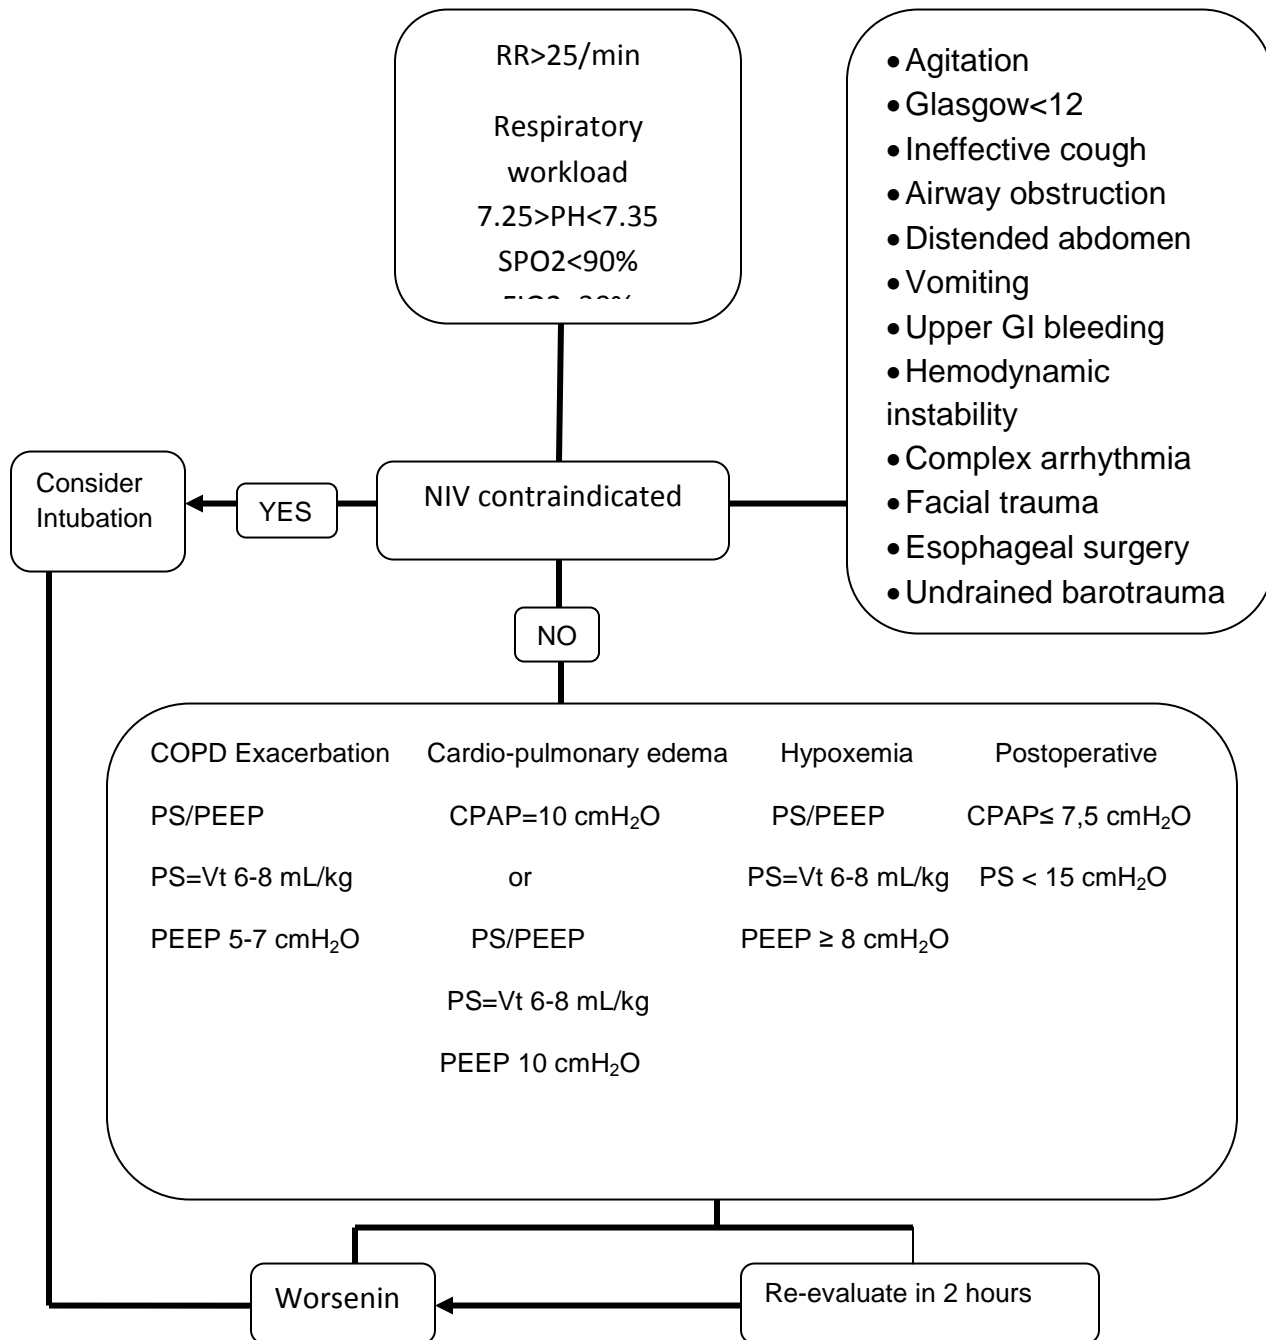 RR>25/min
Respiratory
workload
7.25>PH<7.35
SPO2<90%
• Agitation
• Glasgow<12
• Ineffective cough
• Airway obstruction
• Distended abdomen
• Vomiting
• Upper GI bleeding
• Hemodynamic
instability
• Complex arrhythmia
• Facial trauma
• Esophageal surgery
• Undrained barotrauma
NIV contraindicated
YES
Consider
Intubation
NO
COPD Exacerbation
PS/PEEP
PS=Vt 6-8 mL/kg
PEEP 5-7 cmH₂O
Cardio-pulmonary edema
CPAP=10 cmH₂O
or
PS/PEEP
PS=Vt 6-8 mL/kg
PEEP 10 cmH₂O
Hypoxemia
PS/PEEP
PS=Vt 6-8 mL/kg
PEEP ≥ 8 cmH₂O
Postoperative
CPAP≤ 7,5 cmH₂O
PS < 15 cmH₂O
Worsenin
Re-evaluate in 2 hours